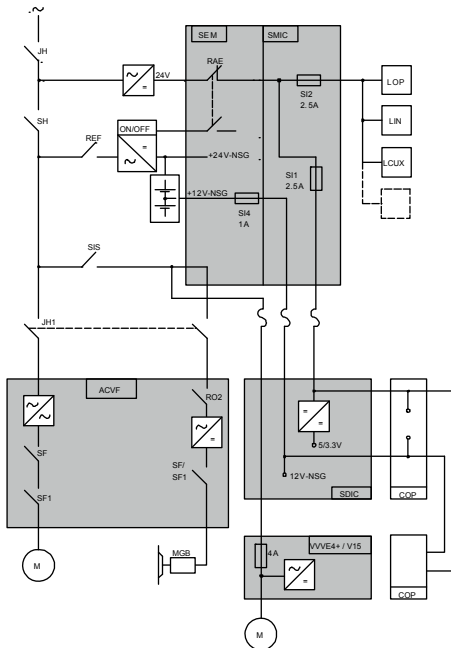 SEM
SMIC
JH
RAE
24V
SI2
2.5A
LOP
SH
LIN
ON/OFF
REF
+24V-NSG
LCUX
SI1
2.5A
+12V-NSG
SI4
1A
SIS
JH1
ACVF
RO2
5/3.3V
SF
SF/
SF1
12V-NSG
SF1
SDIC
COP
MGB
4A
VVVE4+ / V15
M
COP
M